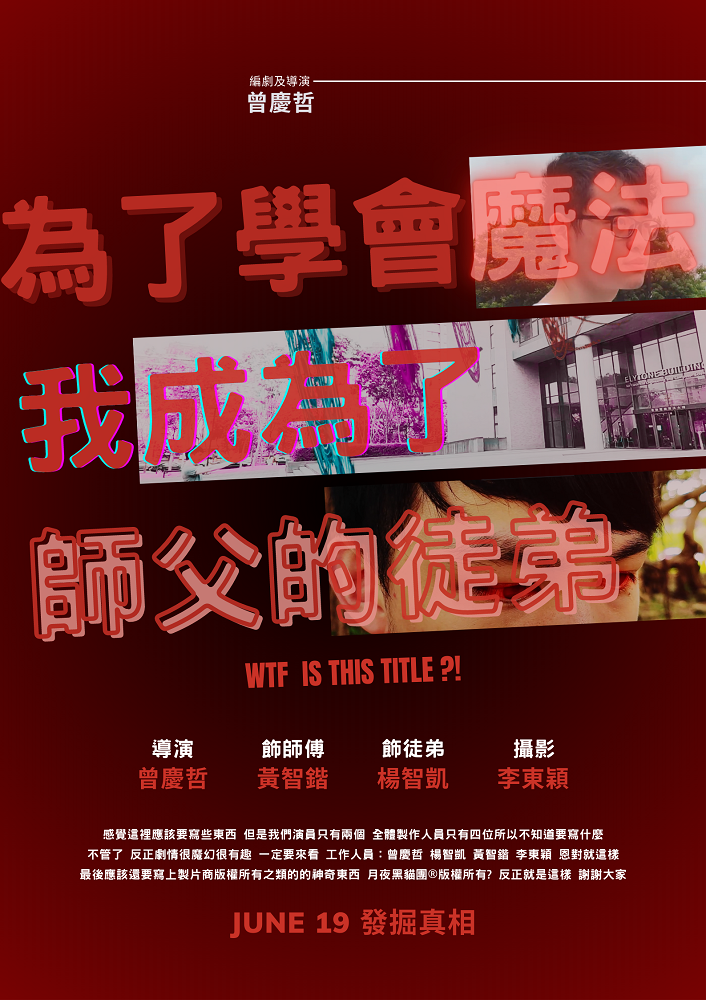 編劇及導演
曾慶哲
為了學會魔法
ELYTONE BUILDING
我成為了
師父的徒弟
WTF IS THIS TITLE ?!
導演 飾師傅 飾徒弟 攝影
曾慶哲 黃智鍇 楊智凱 李東穎
感覺這裡應該要寫些東西 但是我們演員只有兩個 全體製作人員只有四位所以不知道要寫什麼
不管了 反正劇情很魔幻很有趣 一定要來看 工作人員：曾慶哲 楊智凱 黃智鍇 李東穎 恩對就這樣
最後應該還要寫上製片商版權所有之類的的神奇東西 月夜黑貓團®版權所有? 反正就是這樣 謝謝大家
JUNE 19 發掘真相